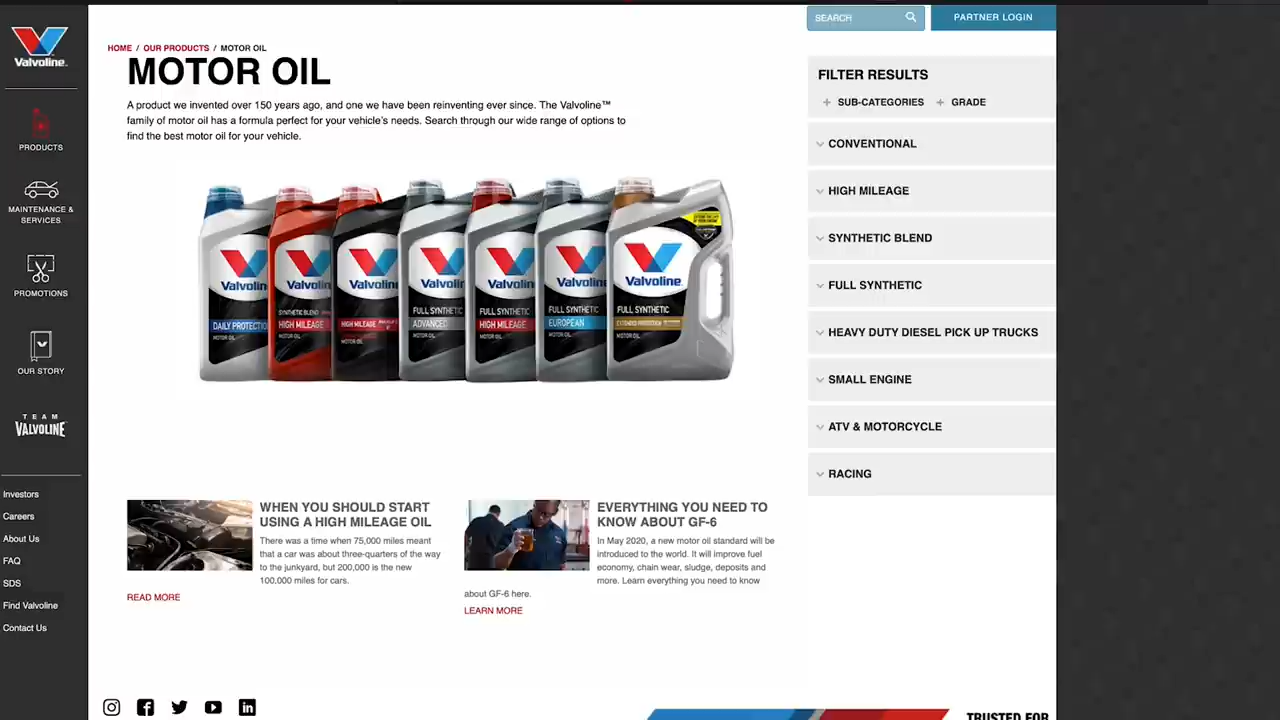 Valvoline.
PRODUCTS
MAINTENANCE &
SERVICES
PROMOTIONS
OUR STORY
TEAM
VALVOLINE
Investors
Careers
About Us
FAQ
SDS
Find Valvoline
Contact Us
HOME / OUR PRODUCTS / MOTOR OIL
MOTOR OIL
A product we invented over 150 years ago, and one we have been reinventing ever since. The Valvoline™
family of motor oil has a formula perfect for your vehicle's needs. Search through our wide range of options to
find the best motor oil for your vehicle.
Valvolin
DAILY PROTECTIO
MOTOR OIL
Valvolin
SYNTHETIC BLEND
HIGH MILEAGE
MOTOR OIL
Valvolin
HIGH MILEAGE
MOTOR OIL
Valvolin
FULL SYNTHETIC
ADVANCED
MOTOR OIL
Valvolin
FULL SYNTHETIC
HIGH MILEAGE
MOTOR OIL
Valvolin
FULL SYNTHETIC
EUROPEAN
MOTOR OIL
Valvoline.
FULL SYNTHETIC
EXTENDED PROTECTION
MOTOR OIL
WHEN YOU SHOULD START
USING A HIGH MILEAGE OIL
There was a time when 75,000 miles meant
that a car was about three-quarters of the way
to the junkyard, but 200,000 is the new
100,000 miles for cars.
READ MORE
EVERYTHING YOU NEED TO
KNOW ABOUT GF-6
In May 2020, a new motor oil standard will be
introduced to the world. It will improve fuel
economy, chain wear, sludge, deposits and
more. Learn everything you need to know
about GF-6 here.
LEARN MORE
SEARCH
PARTNER LOGIN
FILTER RESULTS
+ SUB-CATEGORIES + GRADE
CONVENTIONAL
HIGH MILEAGE
SYNTHETIC BLEND
FULL SYNTHETIC
HEAVY DUTY DIESEL PICK UP TRUCKS
SMALL ENGINE
ATV & MOTORCYCLE
RACING
TRUSTED FOR